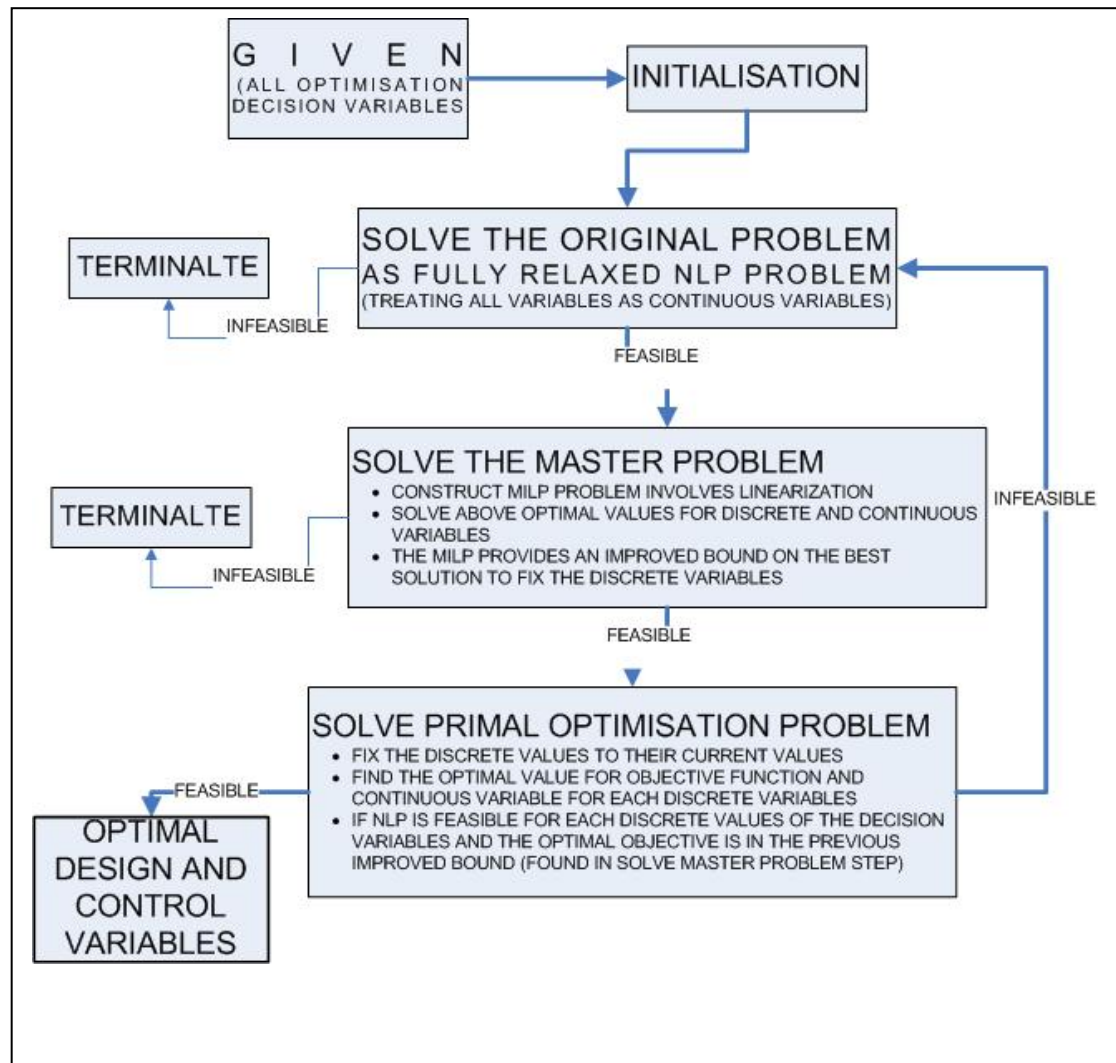 G I V E N
(ALL OPTIMISATION
DECISION VARIABLES
INITIALISATION
SOLVE THE ORIGINAL PROBLEM
AS FULLY RELAXED NLP PROBLEM
(TREATING ALL VARIABLES AS CONTINUOUS VARIABLES)
TERMINALTE
INFEASIBLE
FEASIBLE
SOLVE THE MASTER PROBLEM
• CONSTRUCT MILP PROBLEM INVOLVES LINEARIZATION
• SOLVE ABOVE OPTIMAL VALUES FOR DISCRETE AND CONTINUOUS
VARIABLES
• THE MILP PROVIDES AN IMPROVED BOUND ON THE BEST
SOLUTION TO FIX THE DISCRETE VARIABLES
TERMINALTE
INFEASIBLE
INFEASIBLE
FEASIBLE
SOLVE PRIMAL OPTIMISATION PROBLEM
• FIX THE DISCRETE VALUES TO THEIR CURRENT VALUES
• FIND THE OPTIMAL VALUE FOR OBJECTIVE FUNCTION AND
CONTINUOUS VARIABLE FOR EACH DISCRETE VARIABLES
• IF NLP IS FEASIBLE FOR EACH DISCRETE VALUES OF THE DECISION
VARIABLES AND THE OPTIMAL OBJECTIVE IS IN THE PREVIOUS
IMPROVED BOUND (FOUND IN SOLVE MASTER PROBLEM STEP)
FEASIBLE
OPTIMAL
DESIGN AND
CONTROL
VARIABLES